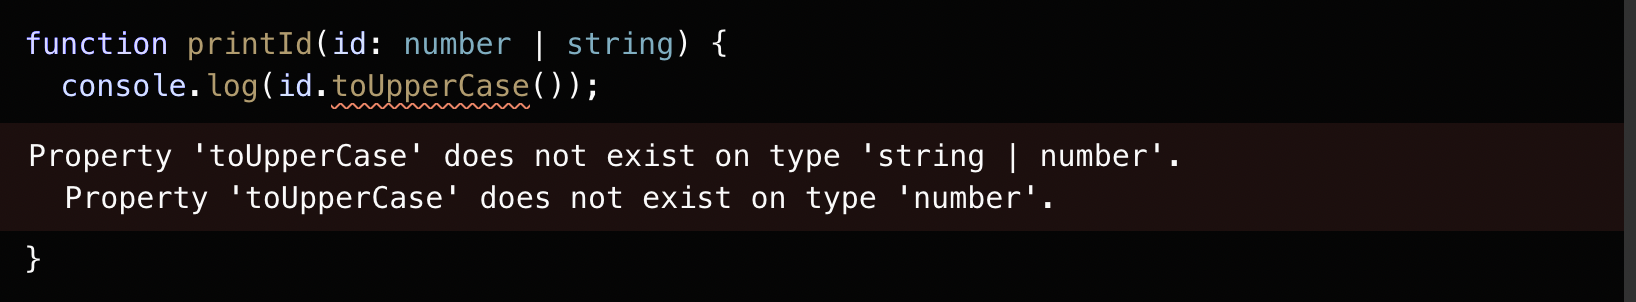 function printId(id: number | string) {
  console.log(id.toUpperCase());
Property 'toUpperCase' does not exist on type 'string | number'.
  Property 'toUpperCase' does not exist on type 'number'.
}